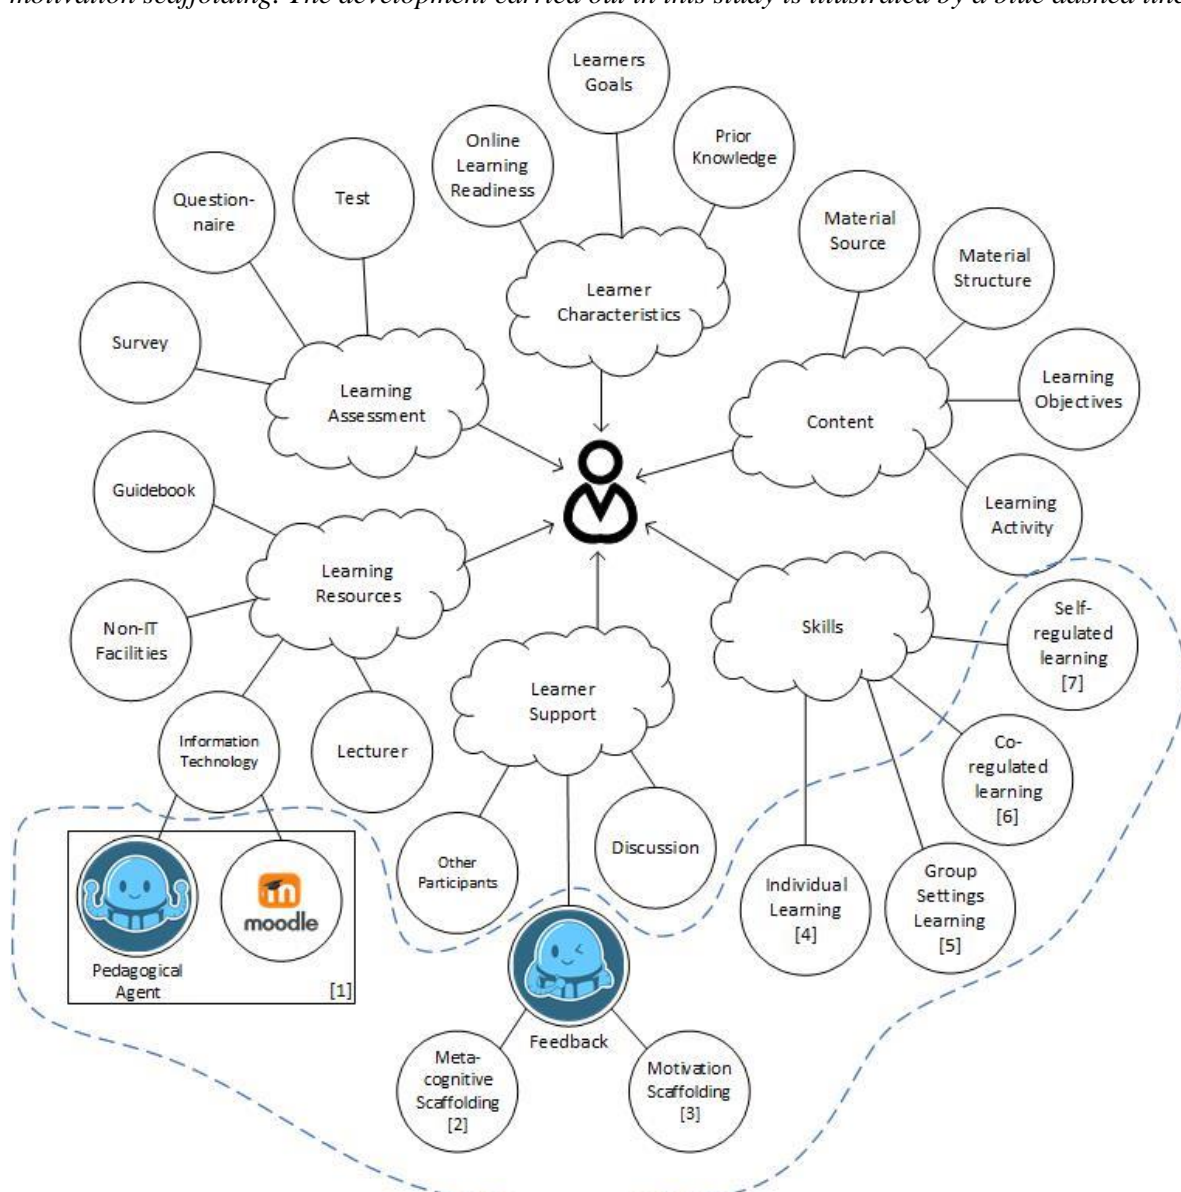 motivation scaffolding. The development carried out in this study is illustrated by a blue dashed line
Learners
Goals
Online
Learning
Readiness
Prior
Knowledge
Question-
naire
Test
Material
Source
Material
Structure
Learner
Characteristics
Survey
Learning
Assessment
Learning
Objectives
Content
Guidebook
Learning
Activity
Learning
Resources
Non-IT
Facilities
Skills
Self-
regulated
learning
[7]
Learner
Support
Information
Technology
Lecturer
Co-
regulated
learning
[6]
Other
Participants
Discussion
Individual
Learning
[4]
Group
Settings
Learning
[5]
moodle
Pedagogical
Agent
[1]
Feedback
Meta-
cognitive
Scaffolding
[2]
Motivation
Scaffolding
[3]